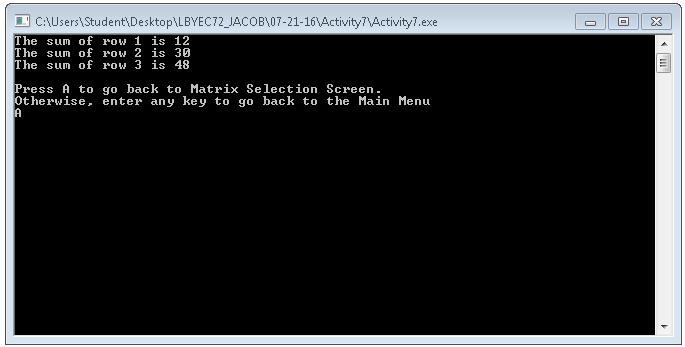 C:\Users\Student\Desktop\LBYEC72_JACOB\07-21-16\Activity7\Activity7.exe
The sum of row 1 is 12
The sum of row 2 is 30
The sum of row 3 is 48
Press A to go back to Matrix Selection Screen.
Otherwise, enter any key to go back to the Main Menu
A